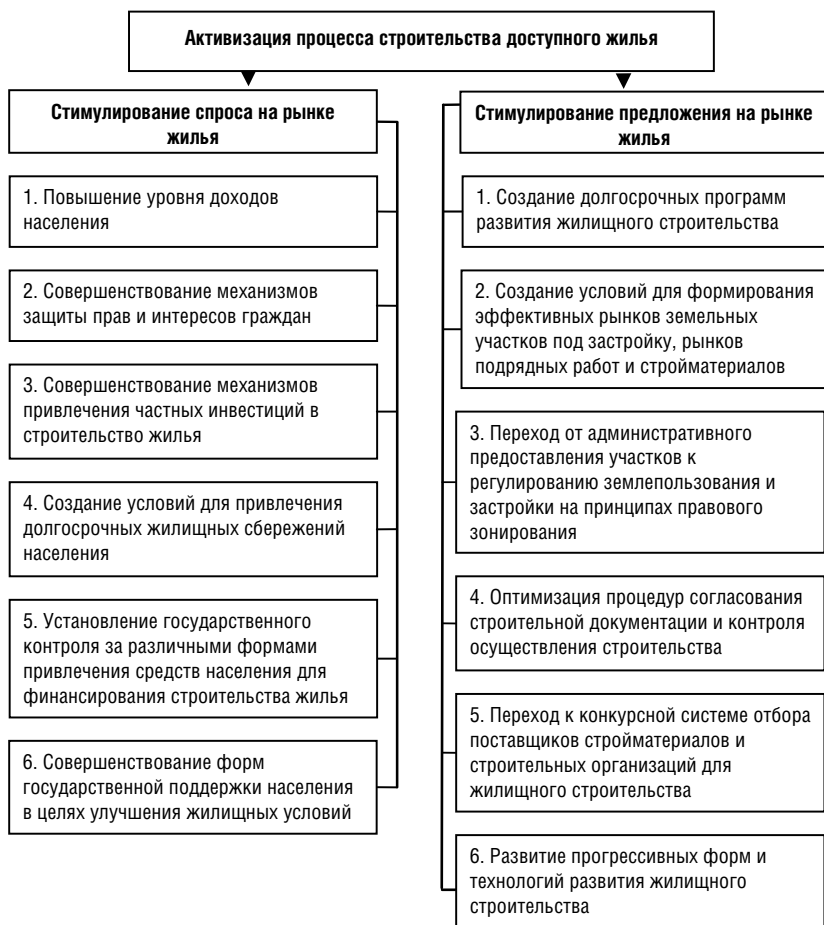 Активизация процесса строительства доступного жилья
Стимулирование спроса на рынке
жилья
1. Повышение уровня доходов
населения
2. Совершенствование механизмов
защиты прав и интересов граждан
3. Совершенствование механизмов
привлечения частных инвестиций в
строительство жилья
4. Создание условий для привлечения
долгосрочных жилищных сбережений
населения
5. Установление государственного
контроля за различными формами
привлечения средств населения для
финансирования строительства жилья
6. Совершенствование форм
государственной поддержки населения
в целях улучшения жилищных условий
Стимулирование предложения на рынке
жилья
1. Создание долгосрочных программ
развития жилищного строительства
2. Создание условий для формирования
эффективных рынков земельных
участков под застройку, рынков
подрядных работ и стройматериалов
3. Переход от административного
предоставления участков к
регулированию землепользования и
застройки на принципах правового
зонирования
4. Оптимизация процедур согласования
строительной документации и контроля
осуществления строительства
5. Переход к конкурсной системе отбора
поставщиков стройматериалов и
строительных организаций для
жилищного строительства
6. Развитие прогрессивных форм и
технологий развития жилищного
строительства